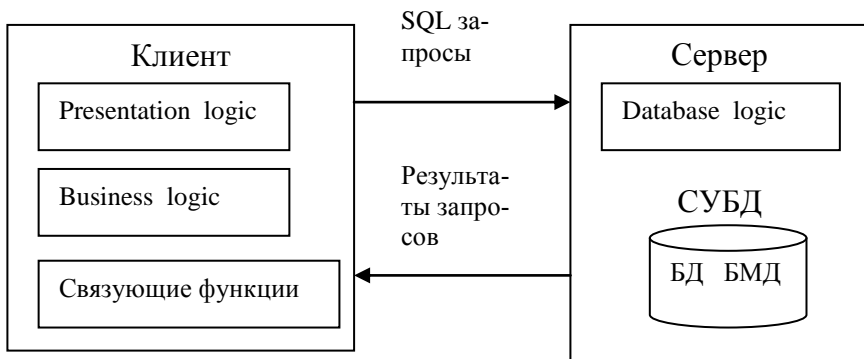 SQL за-
просы
Клиент
Сервер
Presentation logic
Database logic
Business logic
Результа-
ты запро-
сов
СУБД
Связующие функции
БД БМД